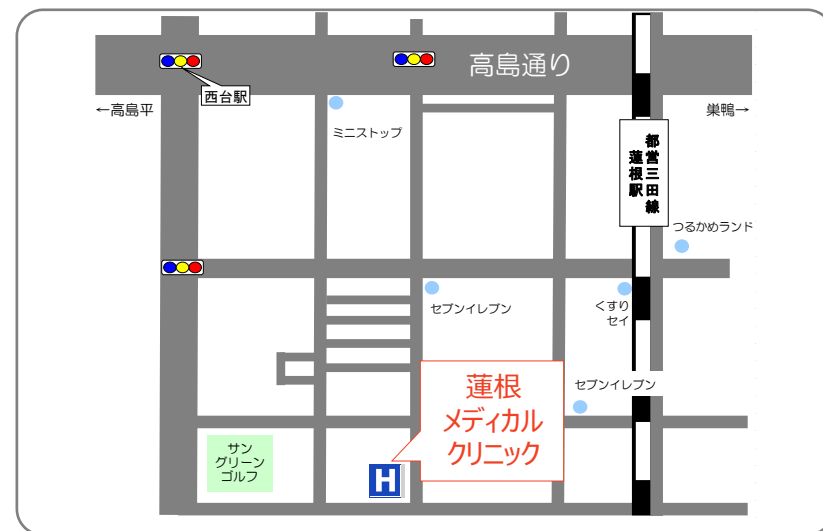 高島通り
西台駅
←高島平
巣鴨→
ミニストップ
都営三田線
蓮根駅
つるかめランド
セブンイレブン
くすり
セイ
セブンイレブン
蓮根
メディカル
クリニック
サン
グリーン
ゴルフ
H